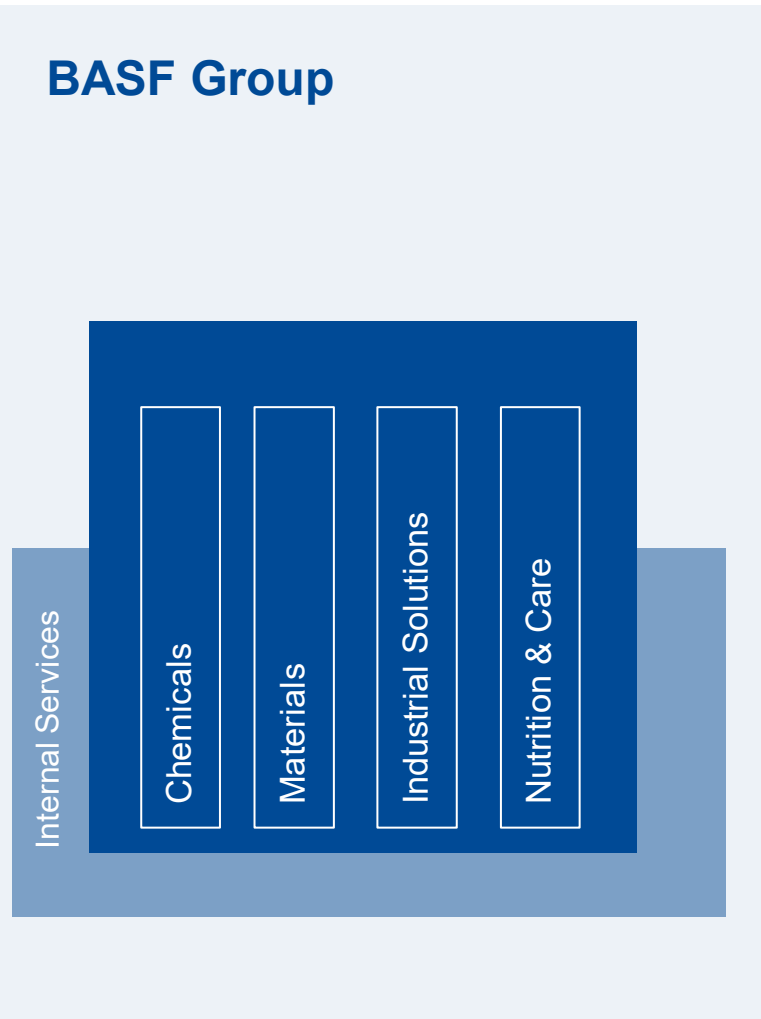 BASF Group
Internal Services
Chemicals
Materials
Industrial Solutions
Nutrition & Care